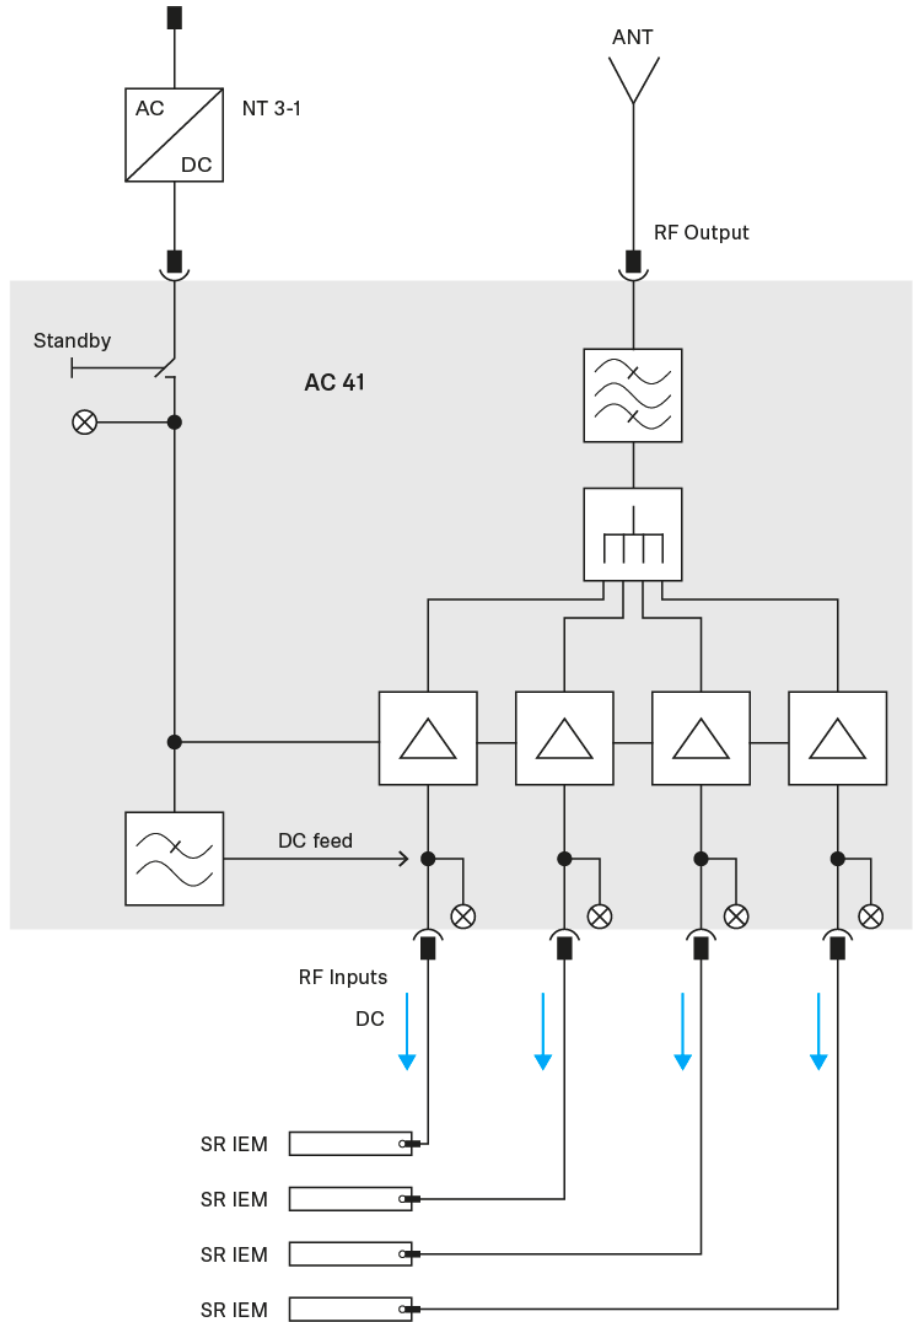 ANT
AC
NT 3-1
DC
RF Output
Standby
AC 41
DC feed
RF Inputs
DC
SR IEM
SR IEM
SR IEM
SR IEM